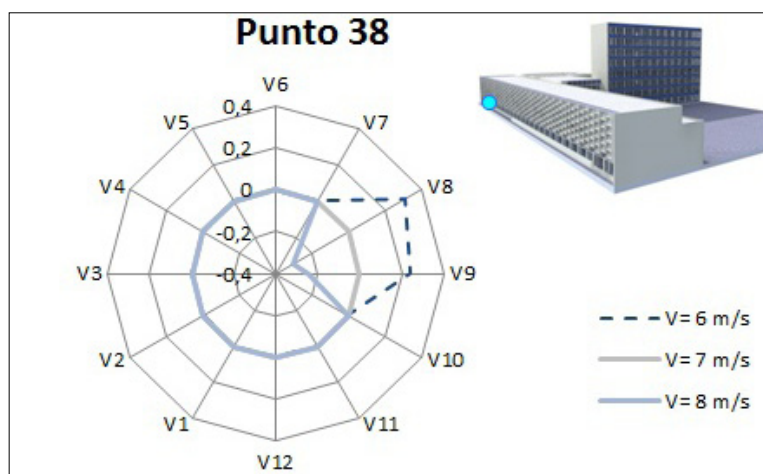 Punto 38
V6
V7
V8
V9
V10
V11
V12
V1
V2
V3
V4
V5
0,4
0,2
0
-0,2
-0,4
V= 6 m/s
V= 7 m/s
V= 8 m/s